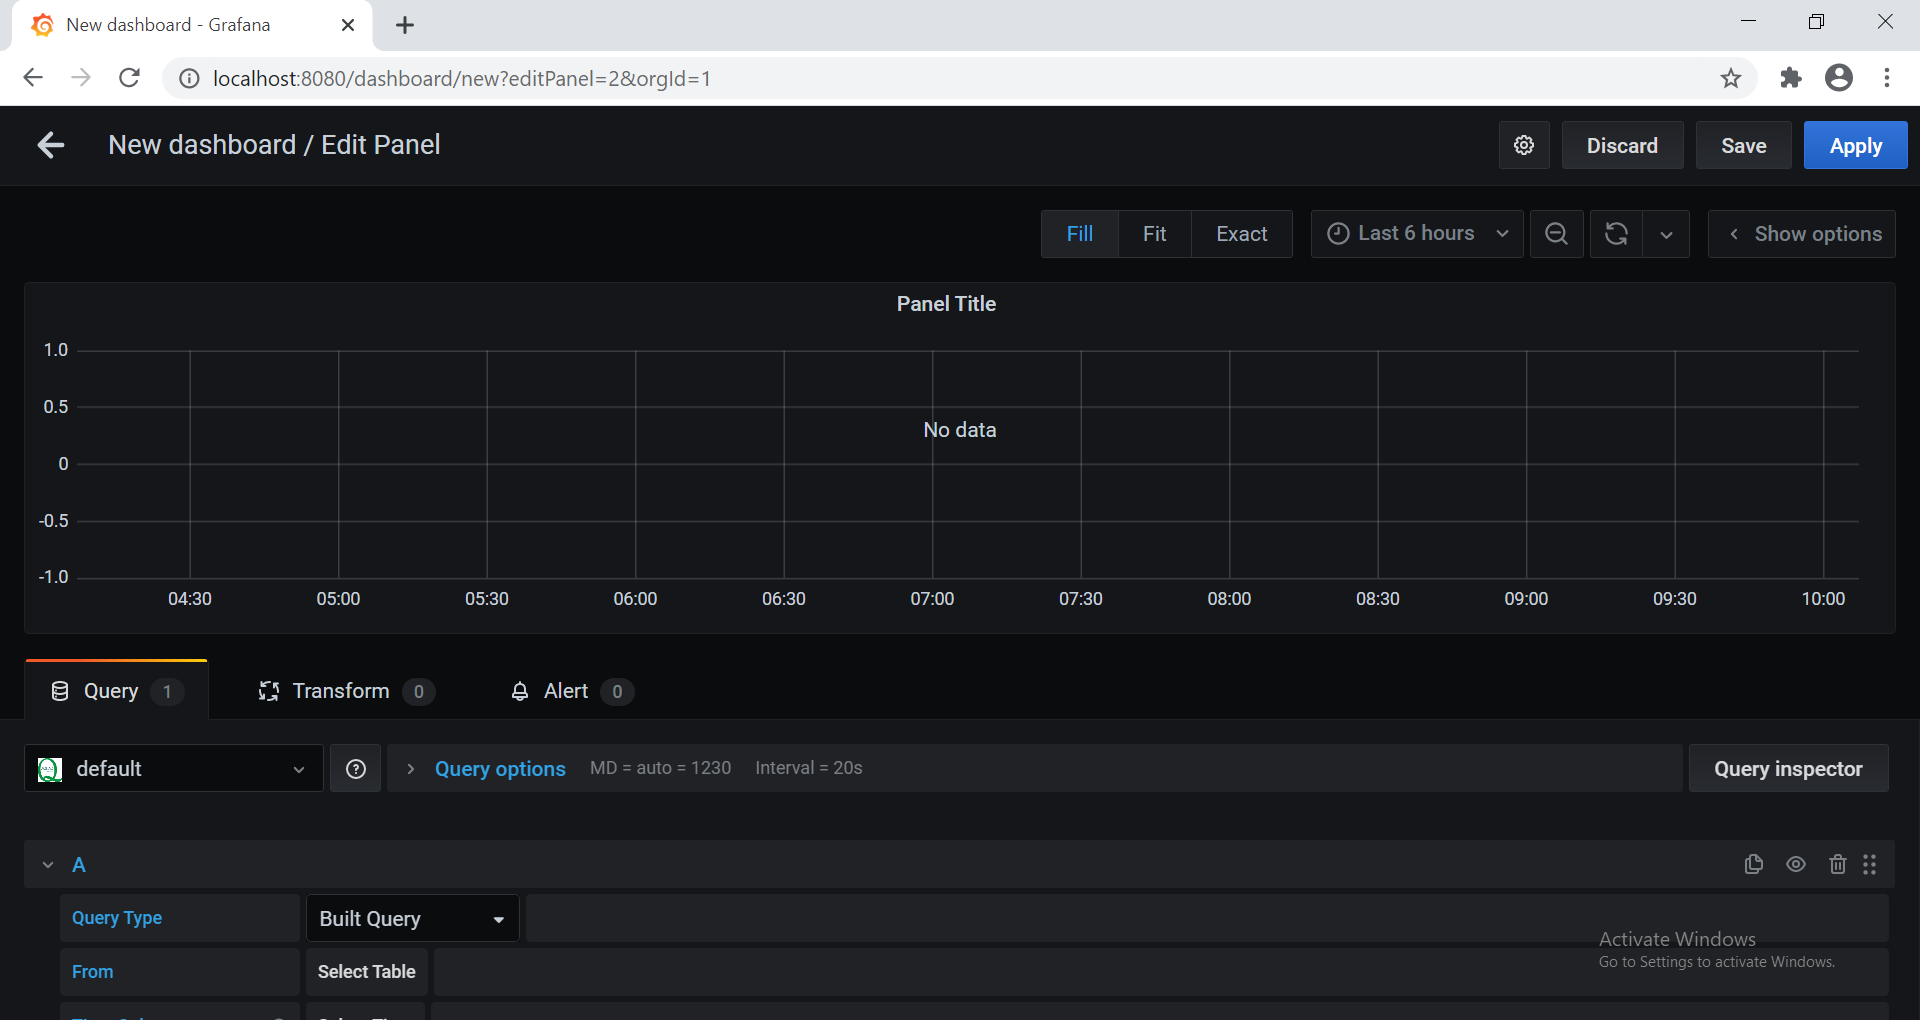 New dashboard - Grafana
localhost:8080/dashboard/new?editPanel=2&orgId=1
New dashboard / Edit Panel
Discard
Save
Apply
Fill
Fit
Exact
Last 6 hours
Show options
Panel Title
1.0
0.5
0
-0.5
-1.0
No data
04:30 05:00 05:30 06:00 06:30 07:00 07:30 08:00 08:30 09:00 09:30 10:00
Query 1
Transform 0
Alert 0
default
Query options MD = auto = 1230 Interval = 20s
Query inspector
A
Query Type
Built Query
From
Select Table
Activate Windows
Go to Settings to activate Windows.